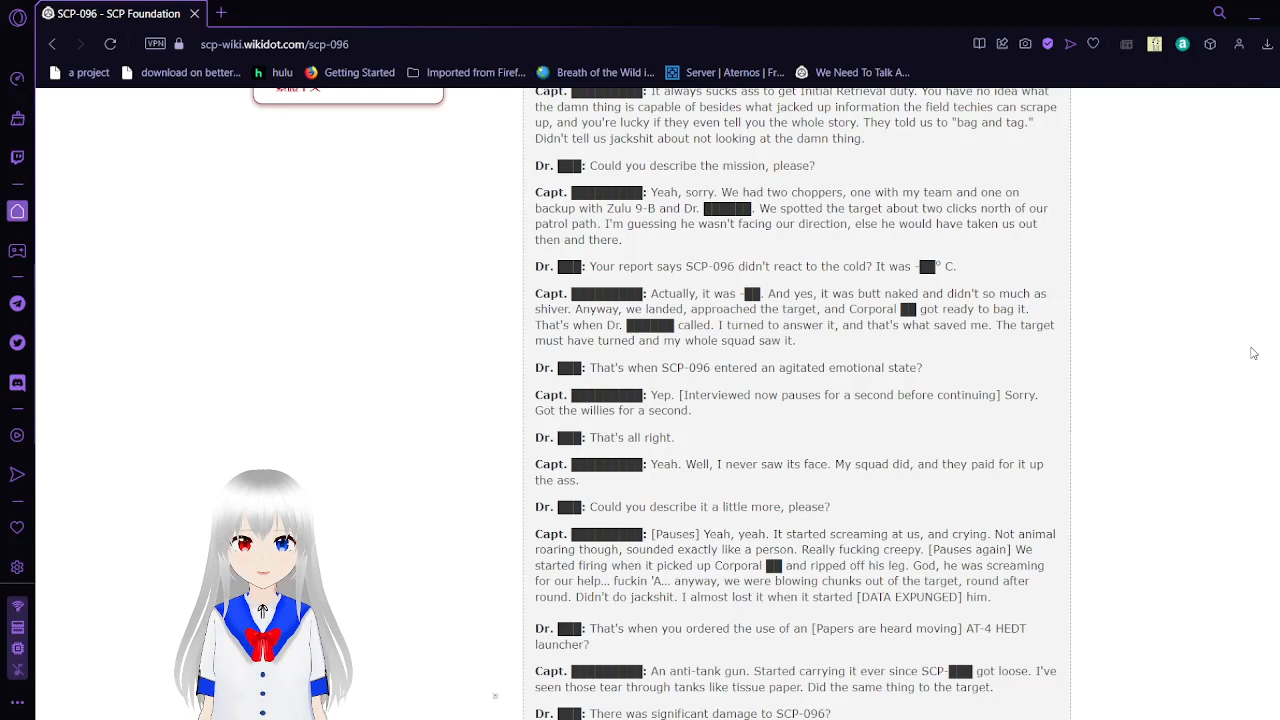 SCP-096 - SCP Foundation
VPN
scp-wiki.wikidot.com/scp-096
a project
download on better...
hulu
Getting Started
Imported from Firef...
Breath of the Wild i...
Server | Aternos | Fr...
We Need To Talk A...
Capt. █████████: It always sucks ass to get Initial Retrieval duty. You have no idea what
the damn thing is capable of besides what jacked up information the field techies can scrape
up, and you're lucky if they even tell you the whole story. They told us to "bag and tag."
Didn't tell us jackshit about not looking at the damn thing.
Dr. ███: Could you describe the mission, please?
Capt. █████████: Yeah, sorry. We had two choppers, one with my team and one on
backup with Zulu 9-B and Dr. ██████. We spotted the target about two clicks north of our
patrol path. I'm guessing he wasn't facing our direction, else he would have taken us out
then and there.
Dr. ███: Your report says SCP-096 didn't react to the cold? It was -██º C.
Capt. █████████: Actually, it was -██. And yes, it was butt naked and didn't so much as
shiver. Anyway, we landed, approached the target, and Corporal ██ got ready to bag it.
That's when Dr. ██████ called. I turned to answer it, and that's what saved me. The target
must have turned and my whole squad saw it.
Dr. ███: That's when SCP-096 entered an agitated emotional state?
Capt. █████████: Yep. [Interviewed now pauses for a second before continuing] Sorry.
Got the willies for a second.
Dr. ███: That's all right.
Capt. █████████: Yeah. Well, I never saw its face. My squad did, and they paid for it up
the ass.
Dr. ███: Could you describe it a little more, please?
Capt. █████████: [Pauses] Yeah, yeah. It started screaming at us, and crying. Not animal
roaring though, sounded exactly like a person. Really fucking creepy. [Pauses again] We
started firing when it picked up Corporal ██ and ripped off his leg. God, he was screaming
for our help... fuckin 'A... anyway, we were blowing chunks out of the target, round after
round. Didn't do jackshit. I almost lost it when it started [DATA EXPUNGED] him.
Dr. ███: That's when you ordered the use of an [Papers are heard moving] AT-4 HEDT
launcher?
Capt. █████████: An anti-tank gun. Started carrying it ever since SCP-███ got loose. I've
seen those tear through tanks like tissue paper. Did the same thing to the target.
Dr. ███: There was significant damage to SCP-096?